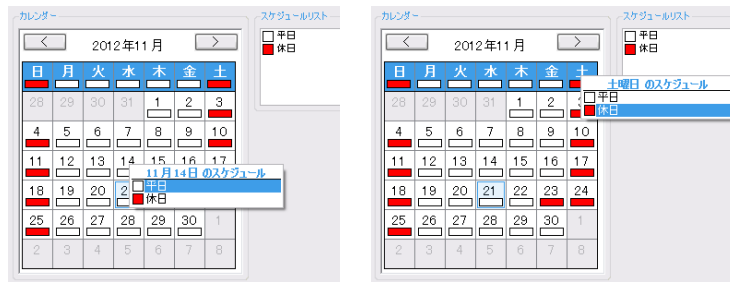 カレンダー
スケジュールリスト
< 2012年11月 >
平日
休日
日 月 火 水 木 金 土
28 29 30 31 1 2 3
4 5 6 7 8 9 10
11 12 13 14 15 16 17
11月14日 のスケジュール
平日
休日
18 19 20 2
25 26 27 28 29 30 1
2 3 4 5 6 7 8
カレンダー
スケジュールリスト
< 2012年11月 >
平日
休日
日 月 火 水 木 金 土
土曜日 のスケジュール
平日
休日
28 29 30 31 1 2
4 5 6 7 8 9 10
11 12 13 14 15 16 17
18 19 20 21 22 23 24
25 26 27 28 29 30 1
2 3 4 5 6 7 8